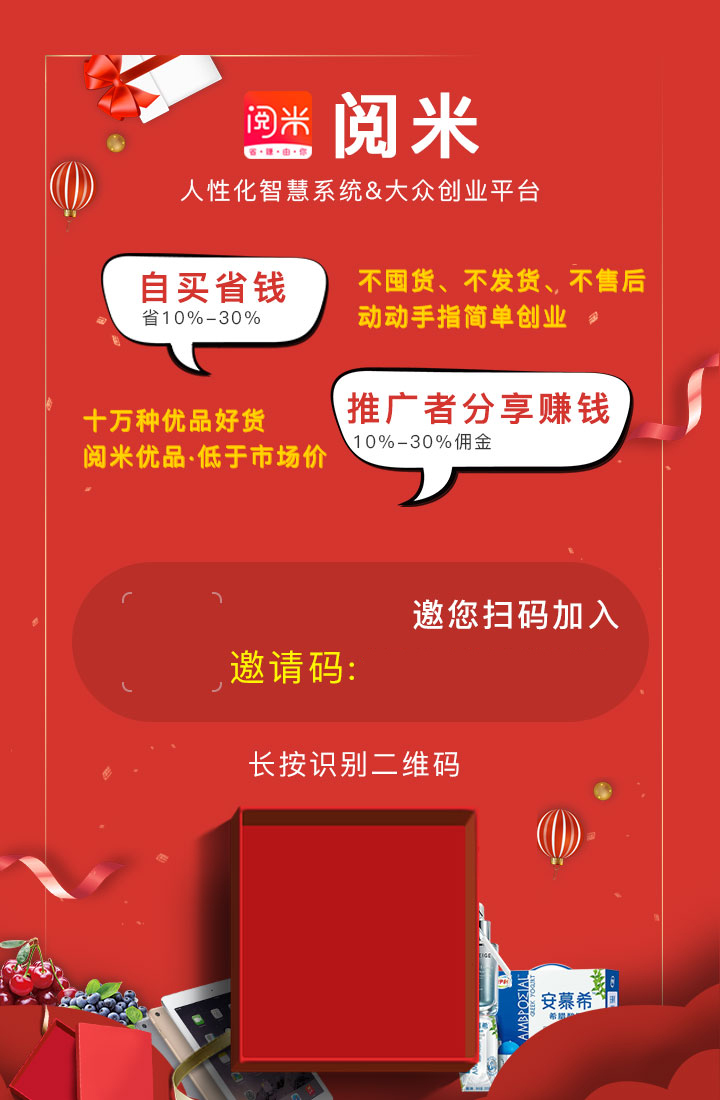 阅米
省·赚·由·你
阅米
人性化智慧系统&大众创业平台
自买省钱
省10%-30%
不囤货、不发货、不售后
动动手指简单创业
十万种优品好货
阅米优品·低于市场价
推广者分享赚钱
10%-30%佣金
邀您扫码加入
邀请码:
长按识别二维码
AMBPOSIAL
GREEK YOGURT
安慕希